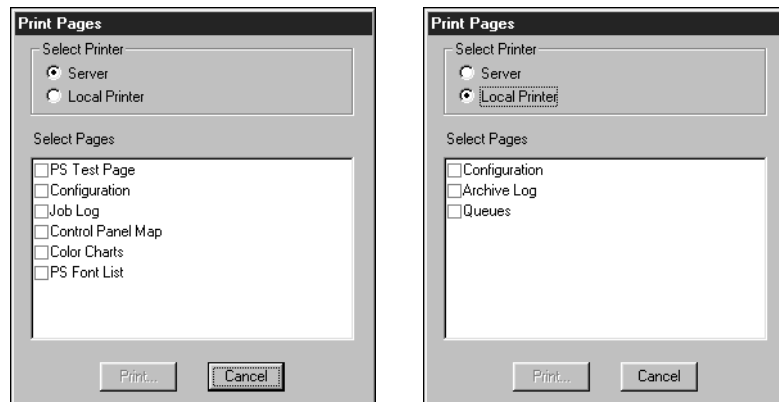 Print Pages
Select Printer
Server
Local Printer
Select Pages
PS Test Page
Configuration
Job Log
Control Panel Map
Color Charts
PS Font List
Print...
Cancel
Print Pages
Select Printer
Server
Local Printer
Select Pages
Configuration
Archive Log
Queues
Print...
Cancel